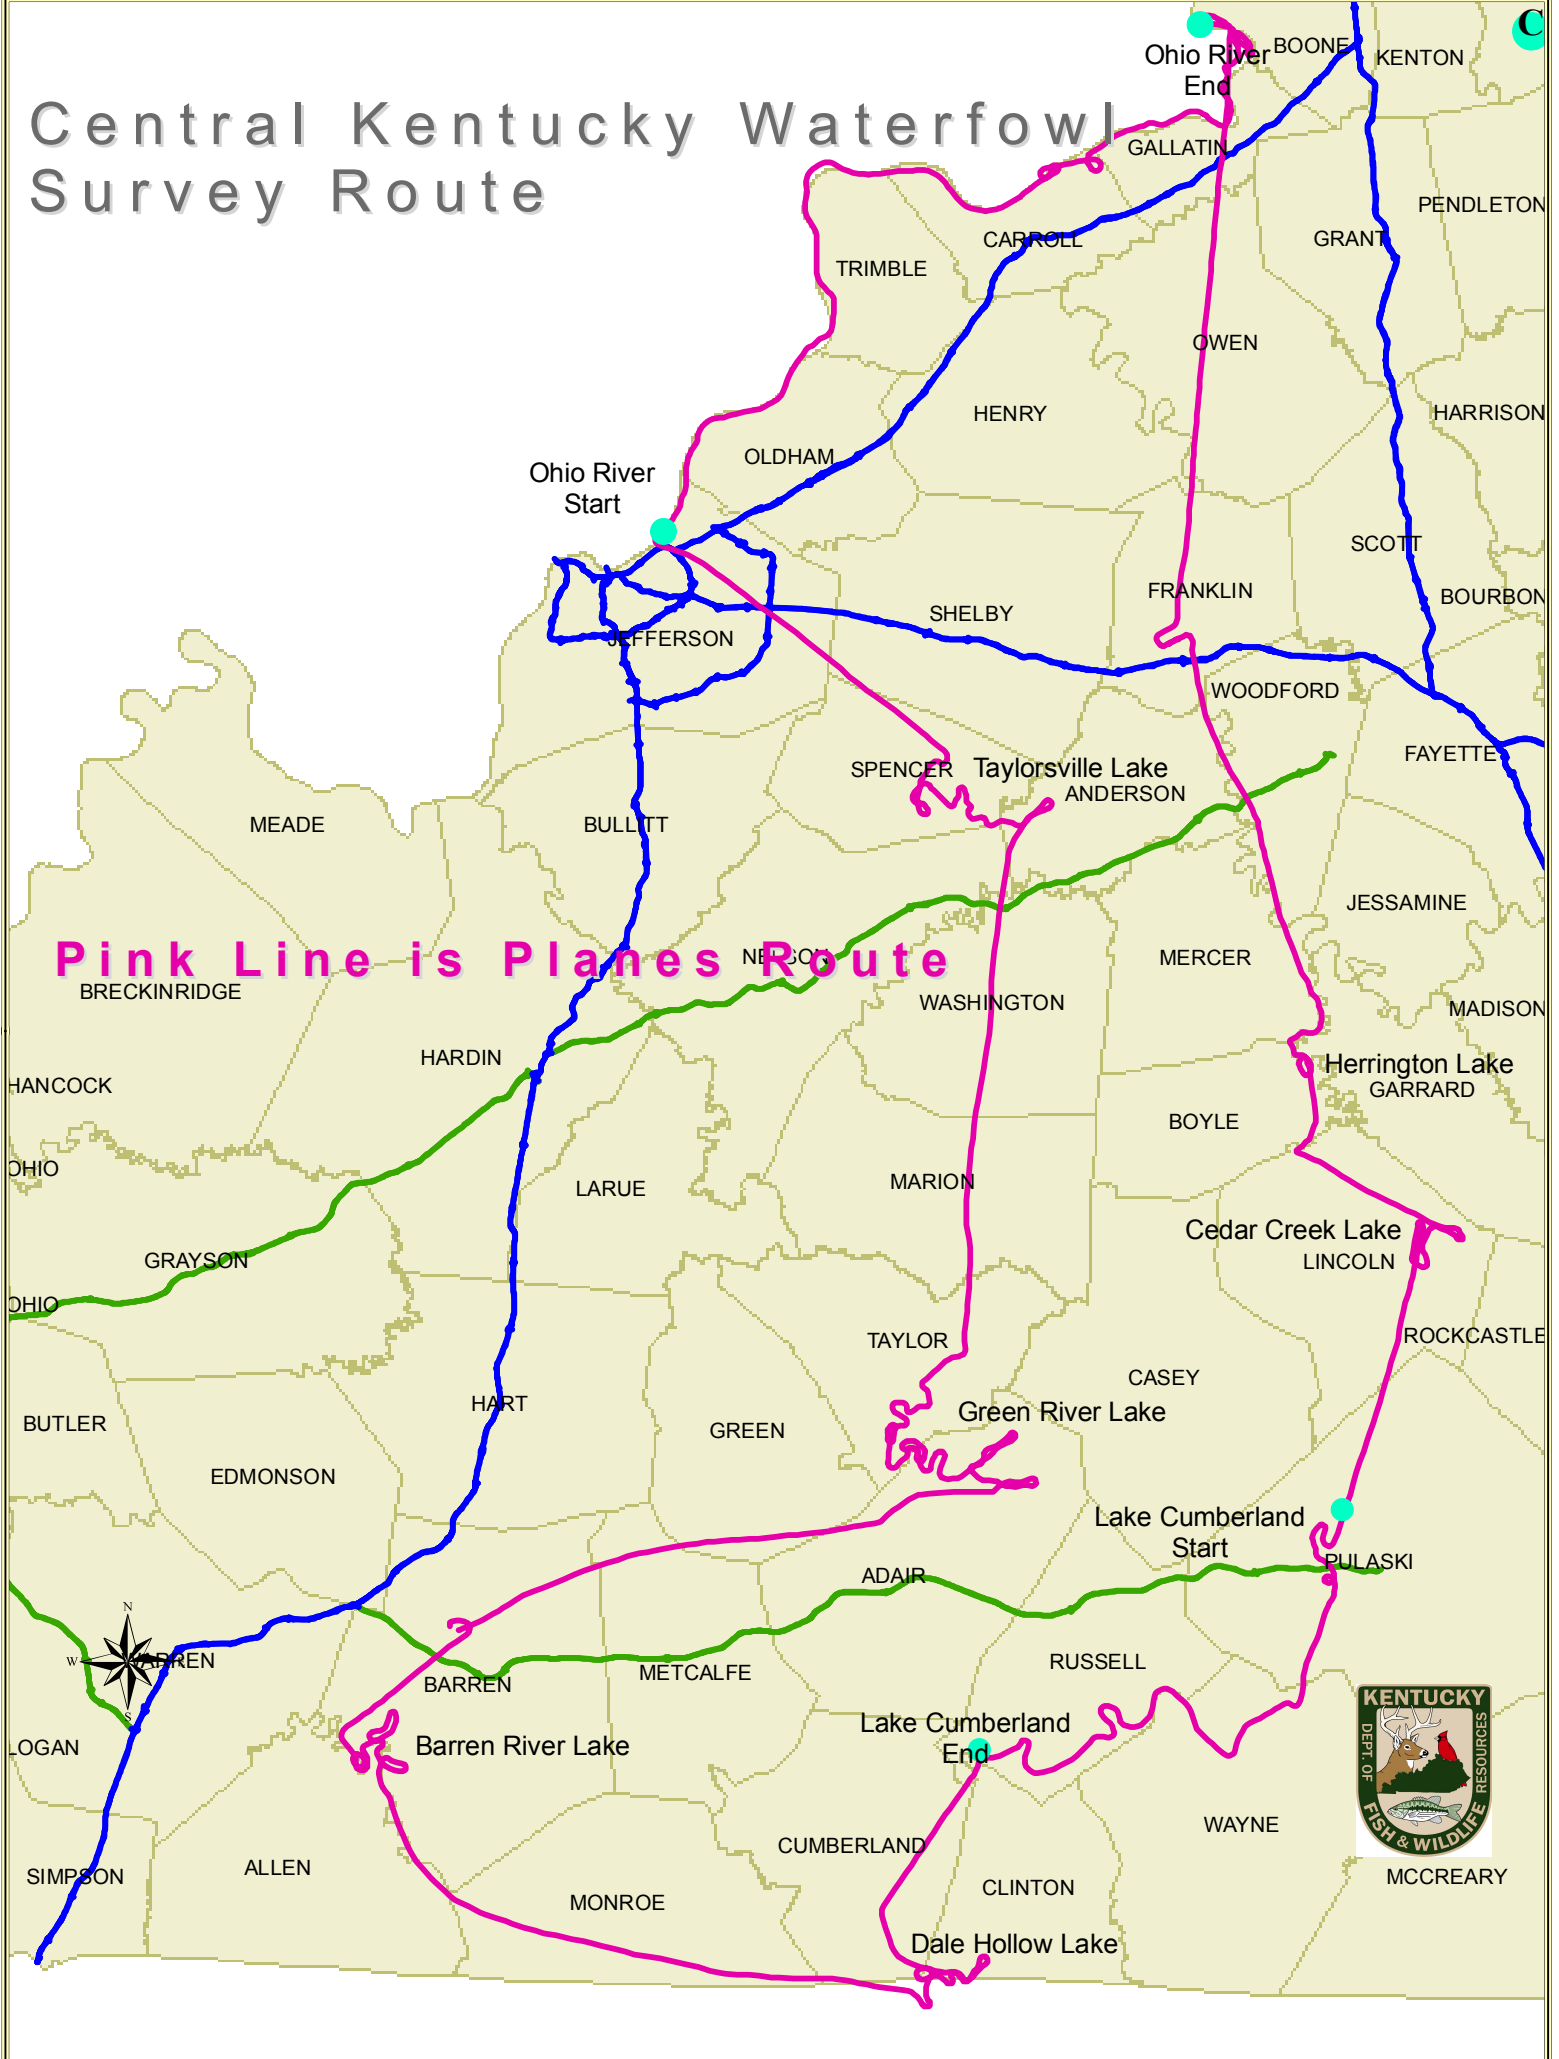 C
BOONE
KENTON
Ohio River
End
Central Kentucky Waterfowl
Survey Route
GALLATIN
PENDLETON
CARROLL
GRANT
TRIMBLE
OWEN
HENRY
HARRISON
OLDHAM
Ohio River
Start
SCOTT
FRANKLIN
BOURBON
SHELBY
JEFFERSON
WOODFORD
FAYETTE
SPENCER
Taylorsville Lake
ANDERSON
MEADE
BULLITT
JESSAMINE
NELSON
MERCER
Pink Line is Planes Route
BRECKINRIDGE
WASHINGTON
MADISON
HARDIN
Herrington Lake
HANCOCK
GARRARD
BOYLE
OHIO
MARION
LARUE
Cedar Creek Lake
GRAYSON
LINCOLN
OHIO
TAYLOR
ROCKCASTLE
CASEY
HART
Green River Lake
BUTLER
GREEN
EDMONSON
Lake Cumberland
Start
PULASKI
ADAIR
N
W
S
WARREN
RUSSELL
METCALFE
BARREN
KENTUCKY
DEPT. OF
RESOURCES
FISH & WILDLIFE
Lake Cumberland
End
LOGAN
Barren River Lake
WAYNE
CUMBERLAND
ALLEN
SIMPSON
MCCREARY
CLINTON
MONROE
Dale Hollow Lake